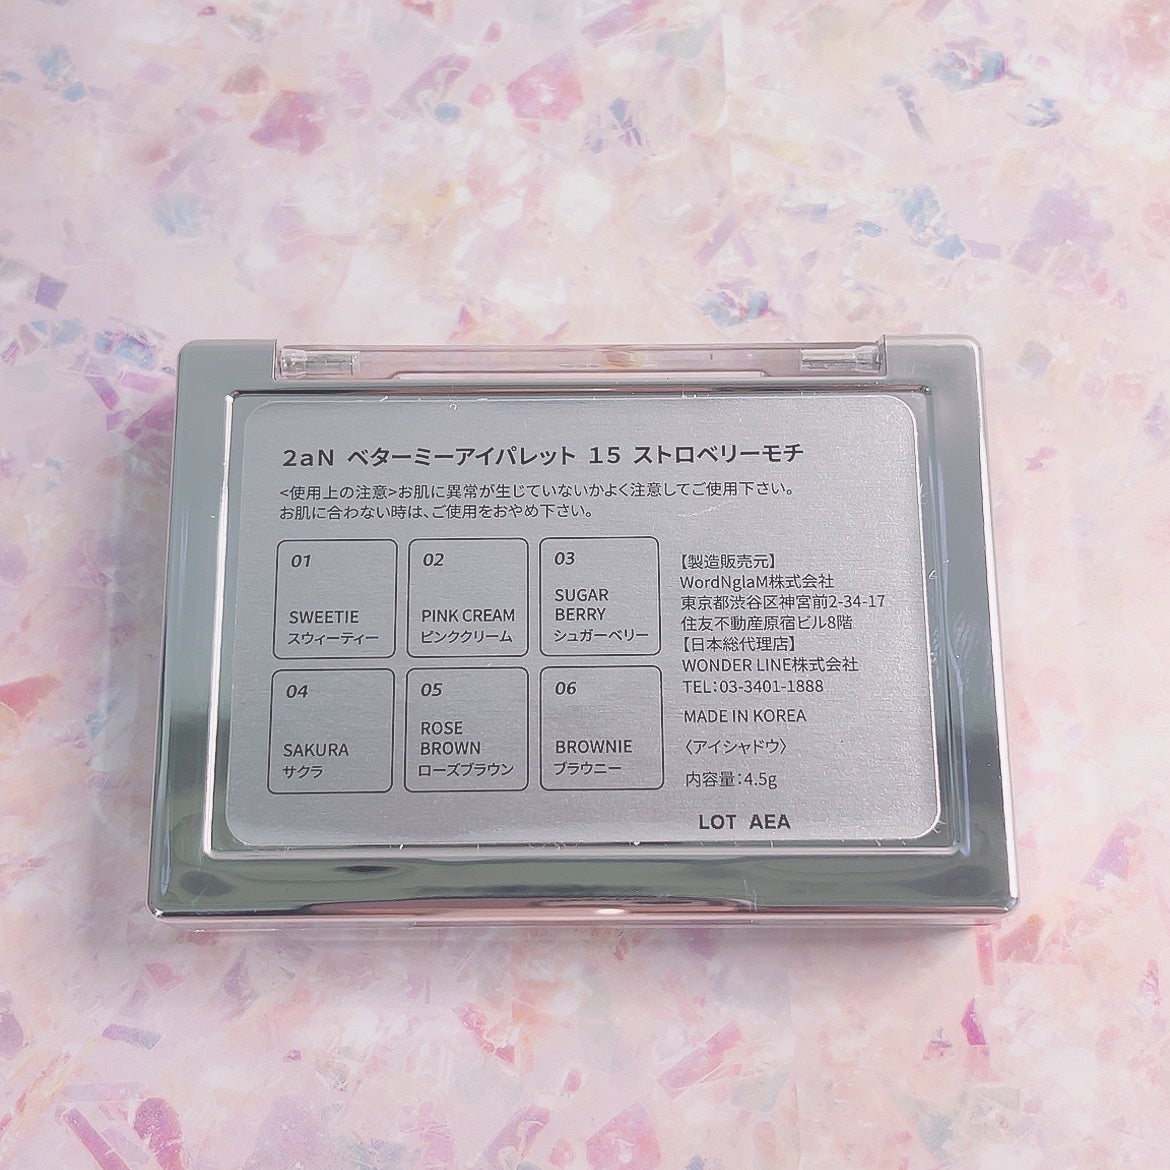 2aN ベターミーアイパレット 15 ストロベリーモチ
<使用上の注意>お肌に異常が生じていないかよく注意してご使用下さい。
お肌に合わない時は、ご使用をおやめ下さい。
01
SWEETIE
スウィーティー
02
PINK CREAM
ピンククリーム
03
SUGAR
BERRY
シュガーベリー
04
SAKURA
サクラ
05
ROSE
BROWN
ローズブラウン
06
BROWNIE
ブラウニー
【製造販売元】
WordNglaM株式会社
東京都渋谷区神宮前2-34-17
住友不動産原宿ビル8階
【日本総代理店】
WONDER LINE株式会社
TEL:03-3401-1888
MADE IN KOREA
〈アイシャドウ〉
内容量:4.5g
LOT AEA